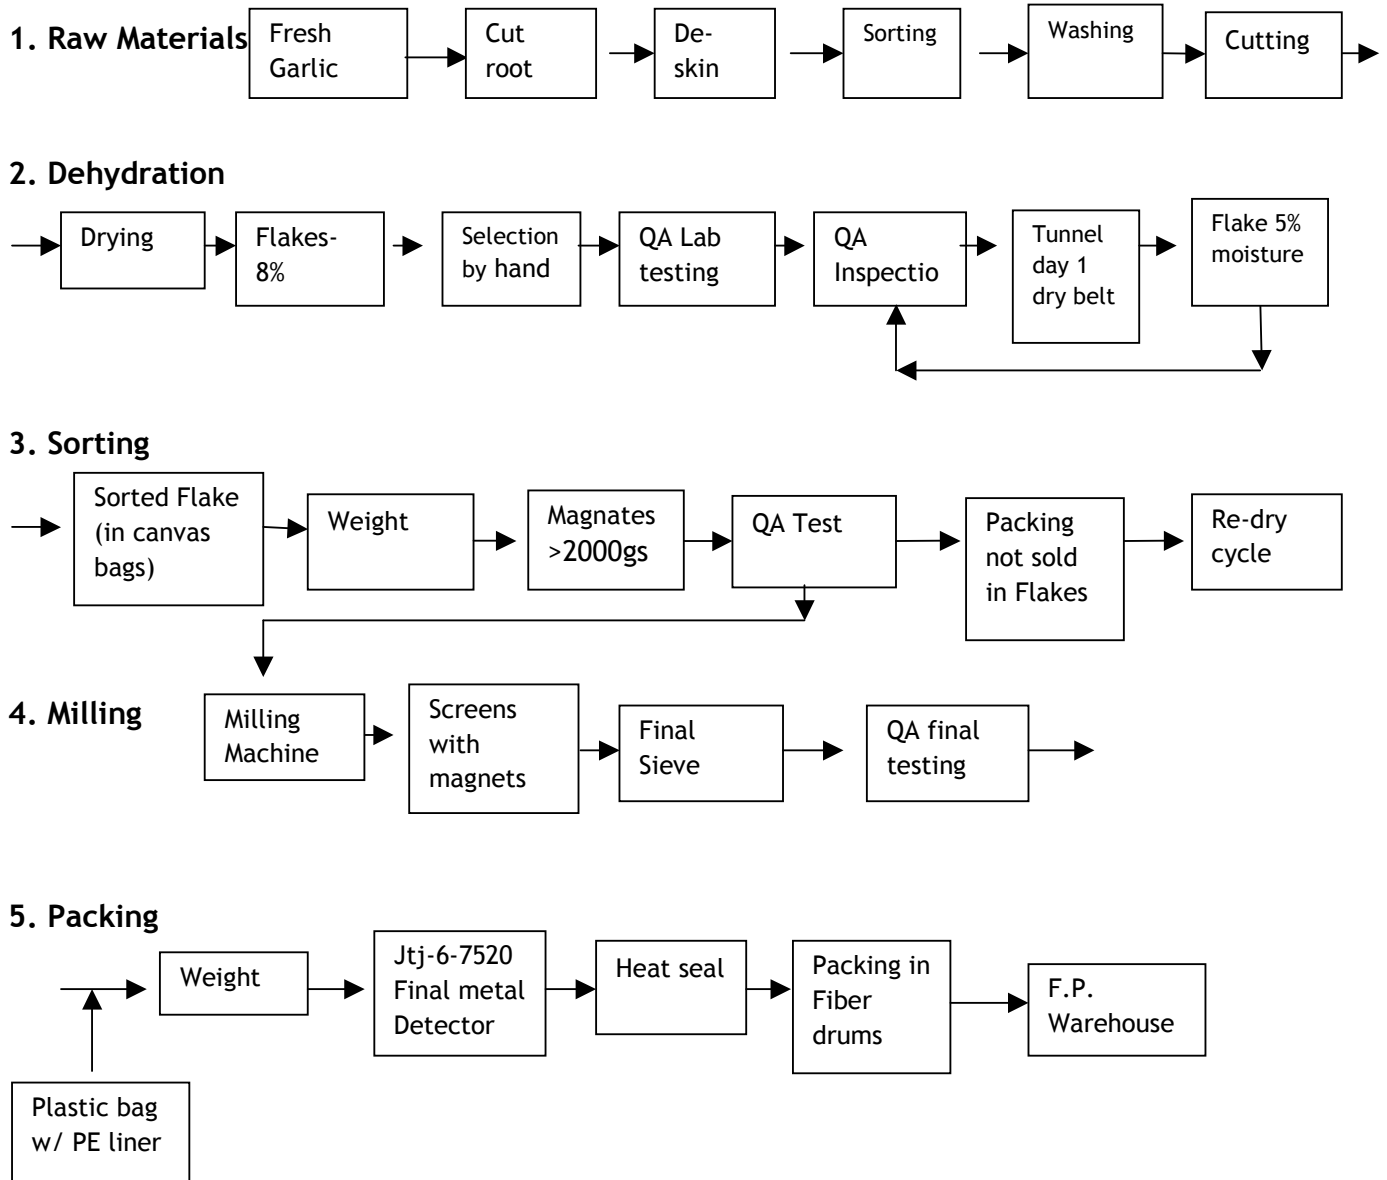 1. Raw Materials
Fresh
Garlic
Cut
root
De-
skin
Sorting
Washing
Cutting
2. Dehydration
Drying
Flakes-
8%
Selection
by hand
QA Lab
testing
QA
Inspectio
Tunnel
day 1
dry belt
Flake 5%
moisture
3. Sorting
Sorted Flake
(in canvas
bags)
Weight
Magnates
>2000gs
QA Test
Packing
not sold
in Flakes
Re-dry
cycle
4. Milling
Milling
Machine
Screens
with
magnets
Final
Sieve
QA final
testing
5. Packing
Weight
Jtj-6-7520
Final metal
Detector
Heat seal
Packing in
Fiber
drums
F.P.
Warehouse
Plastic bag
w/ PE liner